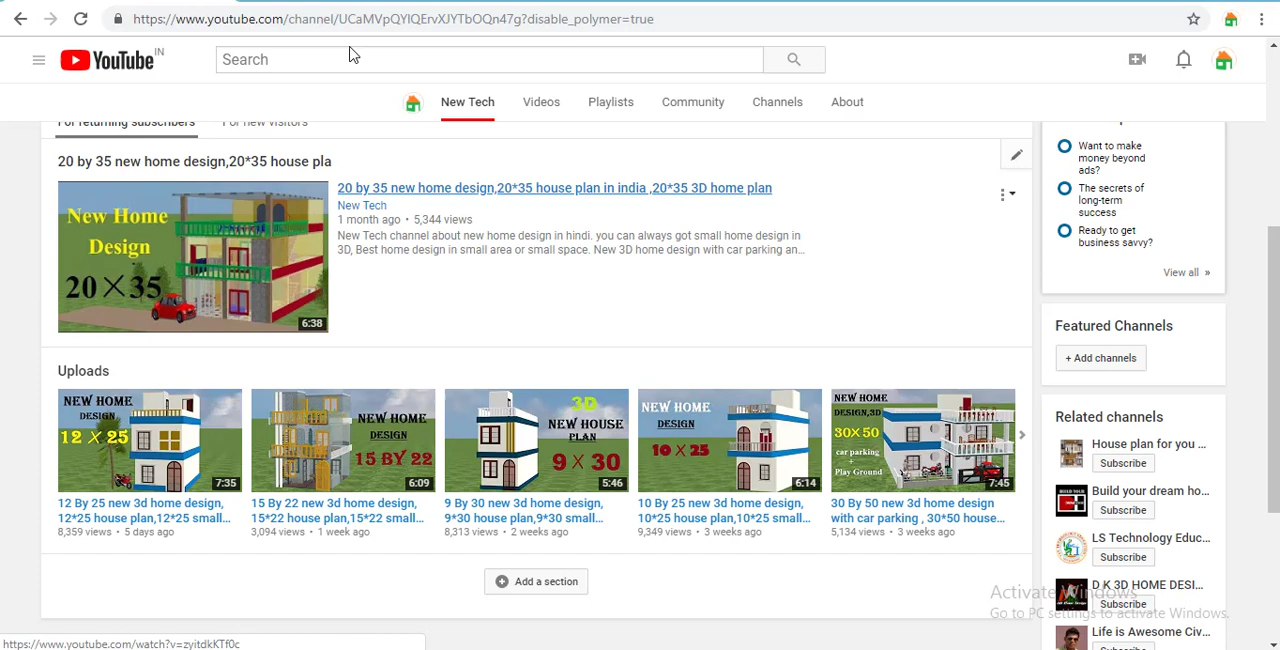 https://www.youtube.com/channel/UCaMVpQYlQErvXJYTbOQn47g?disable_polymer=true
YouTube IN
Search
New Tech
Videos
Playlists
Community
Channels
About
For returning subscribers
For new visitors
20 by 35 new home design,20*35 house pla
New Home
Design
20×35
6:38
20 by 35 new home design,20*35 house plan in india ,20*35 3D home plan
New Tech
1 month ago • 5,344 views
New Tech channel about new home design in hindi. you can always got small home design in
3D, Best home design in small area or small space. New 3D home design with car parking an...
Want to make
money beyond
ads?
The secrets of
long-term
success
Ready to get
business savvy?
View all »
Featured Channels
+ Add channels
Uploads
NEW HOME
DESIGN
12 X 25
7:35
12 By 25 new 3d home design,
12*25 house plan,12*25 small...
8,359 views • 5 days ago
NEW HOME
DESIGN
15 BY 22
6:09
15 By 22 new 3d home design,
15*22 house plan,15*22 small...
3,094 views • 1 week ago
3D
NEW HOUSE
PLAN
9 X 30
5:46
9 By 30 new 3d home design,
9*30 house plan,9*30 small...
8,313 views • 2 weeks ago
NEW HOME
DESIGN
10 X 25
6:14
10 By 25 new 3d home design,
10*25 house plan,10*25 small...
9,349 views • 3 weeks ago
NEW HOME
DESIGN,3D
30X50
car parking
+
Play Ground
7:45
30 By 50 new 3d home design
with car parking , 30*50 house...
5,134 views • 3 weeks ago
Add a section
Related channels
House plan for you ...
Subscribe
Build your dream ho...
Subscribe
LS Technology Educ...
Subscribe
D K 3D HOME DESI...
Subscribe
Life is Awesome Civ...
Subscribe
Activate Windows
Go to PC settings to activate Windows.
https://www.youtube.com/watch?v=zyitdkKTf0c